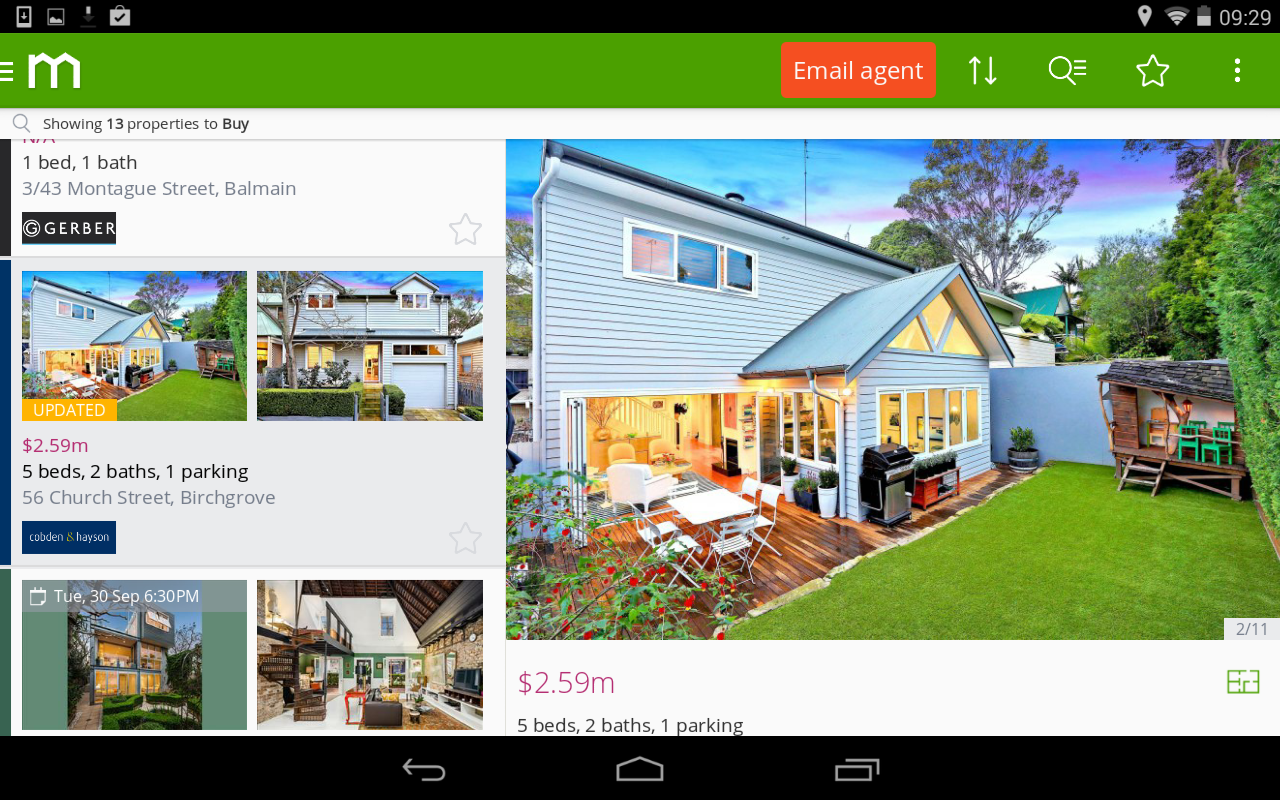 09:29
m
Email agent
Showing 13 properties to Buy
N/A
1 bed, 1 bath
3/43 Montague Street, Balmain
GERBER
UPDATED
$2.59m
5 beds, 2 baths, 1 parking
56 Church Street, Birchgrove
cobden & hayson
Tue, 30 Sep 6:30PM
2/11
$2.59m
5 beds, 2 baths, 1 parking